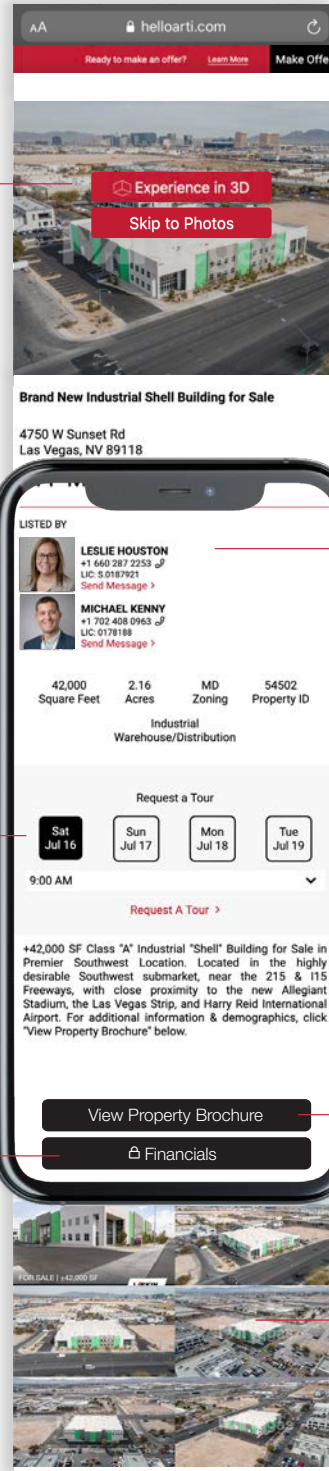 AA helloarti.com
Ready to make an offer? Learn More Make Offe
Experience in 3D
Skip to Photos
Brand New Industrial Shell Building for Sale
4750 W Sunset Rd
Las Vegas, NV 89118
LISTED BY
LESLIE HOUSTON
+1 660 287 2253
LIC: S.0187921
Send Message >
MICHAEL KENNY
+1 702 408 0963
LIC: 0178188
Send Message >
42,000 2.16 MD 54502
Square Feet Acres Zoning Property ID
Industrial
Warehouse/Distribution
Request a Tour
Sat Sun Mon Tue
Jul 16 Jul 17 Jul 18 Jul 19
9:00 AM
Request A Tour >
+42,000 SF Class "A" Industrial "Shell" Building for Sale in
Premier Southwest Location. Located in the highly
desirable Southwest submarket, near the 215 & I15
Freeways, with close proximity to the new Allegiant
Stadium, the Las Vegas Strip, and Harry Reid International
Airport. For additional information & demographics, click
"View Property Brochure" below.
View Property Brochure
Financials
FOR SALE | ±42,000 SF